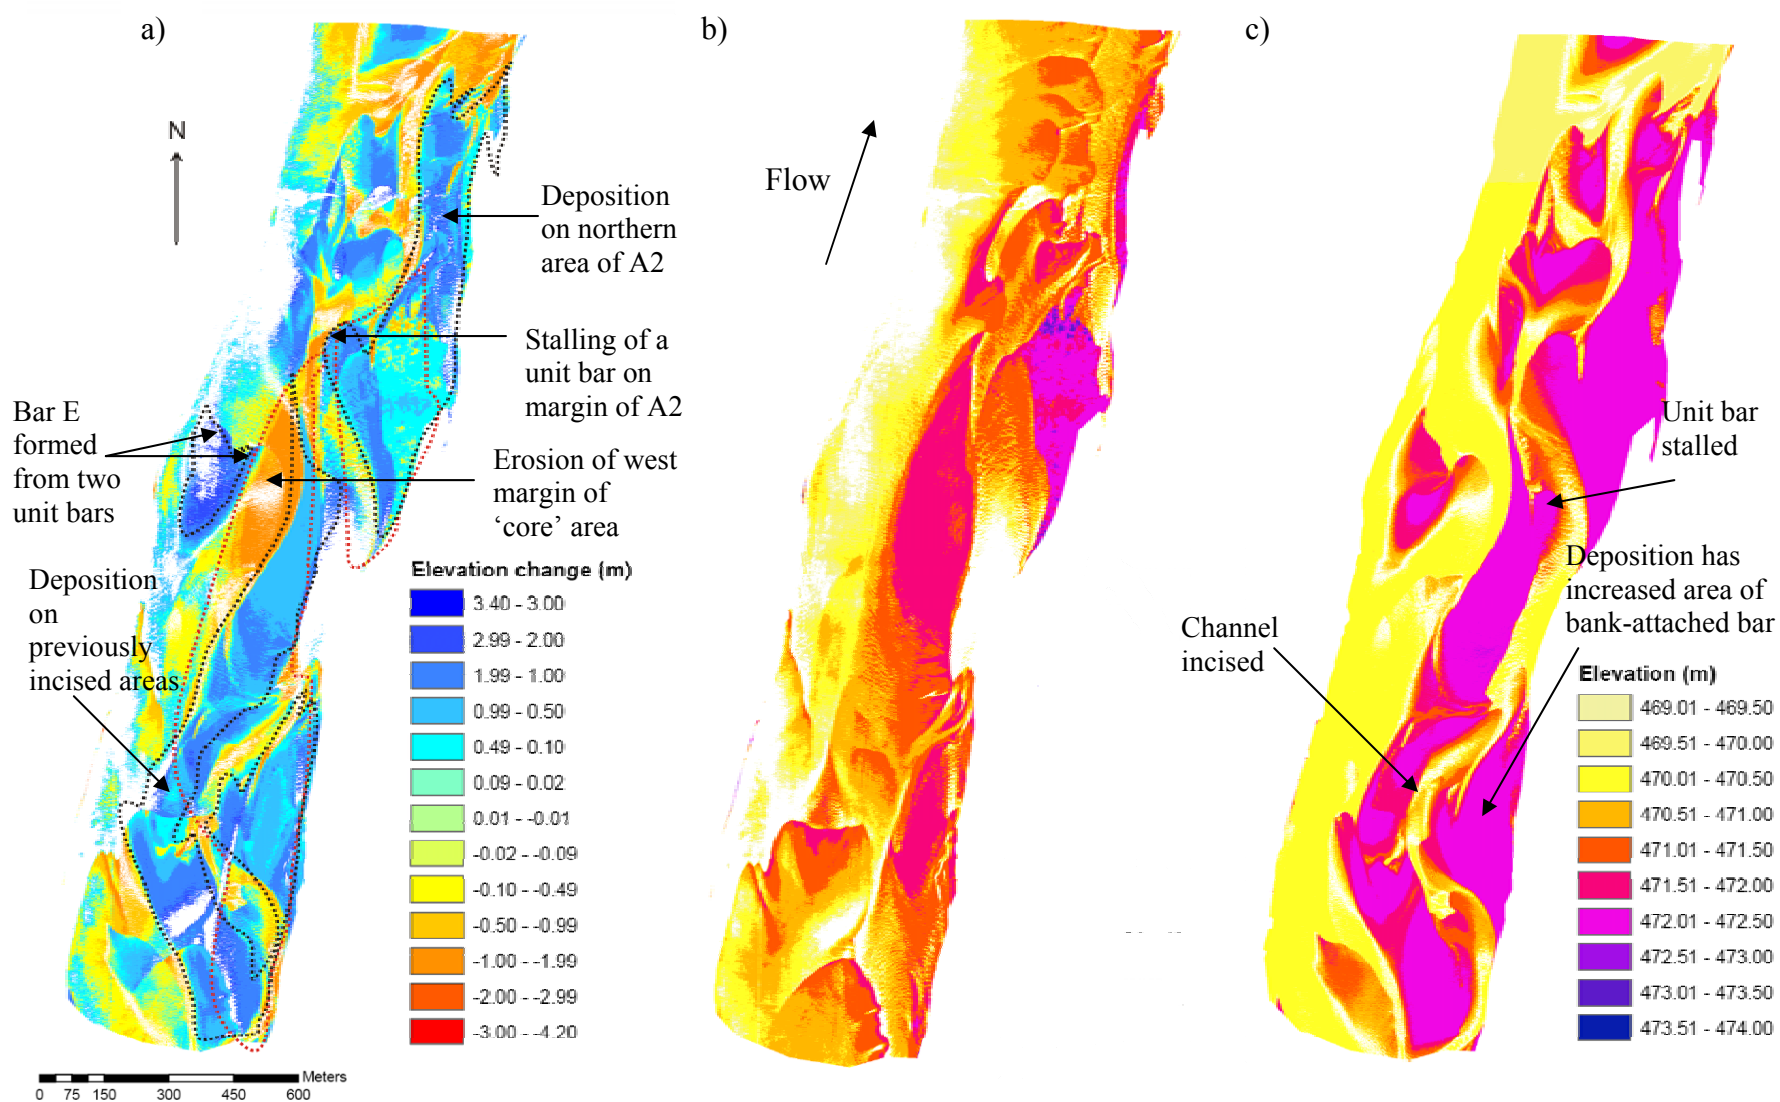 a)
N
Deposition
on northern
area of A2
Stalling of a
unit bar on
margin of A2
Bar E
formed
from two
unit bars
Erosion of west
margin of
‘core’ area
Deposition
on
previously
incised areas
Elevation change (m)
3.40 - 3.00
2.99 - 2.00
1.99 - 1.00
0.99 - 0.50
0.49 - 0.10
0.09 - 0.02
0.01 - -0.01
-0.02 - -0.09
-0.10 - -0.49
-0.50 - -0.99
-1.00 - -1.99
-2.00 - -2.99
-3.00 - -4.20
Meters
0 75 150 300 450 600
b)
Flow
c)
Unit bar
stalled
Deposition has
increased area of
bank-attached bar
Channel
incised
Elevation (m)
469.01 - 469.50
469.51 - 470.00
470.01 - 470.50
470.51 - 471.00
471.01 - 471.50
471.51 - 472.00
472.01 - 472.50
472.51 - 473.00
473.01 - 473.50
473.51 - 474.00